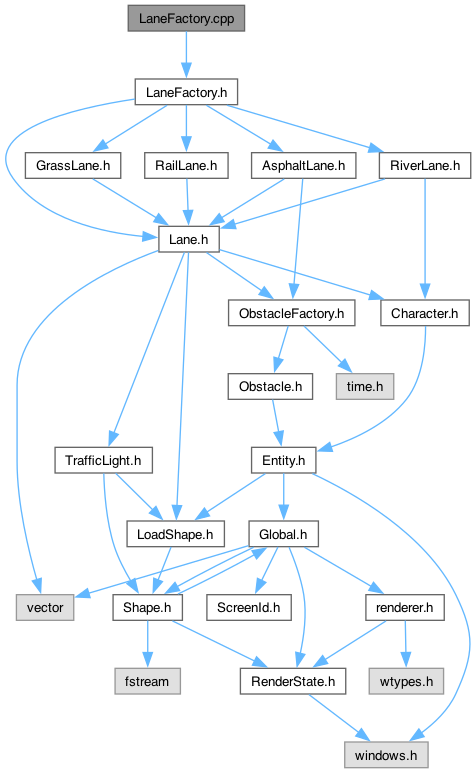 LaneFactory.cpp
LaneFactory.h
GrassLane.h
RailLane.h
AsphaltLane.h
RiverLane.h
Lane.h
ObstacleFactory.h
Character.h
Obstacle.h
time.h
TrafficLight.h
Entity.h
LoadShape.h
Global.h
vector
Shape.h
ScreenId.h
renderer.h
fstream
RenderState.h
wtypes.h
windows.h